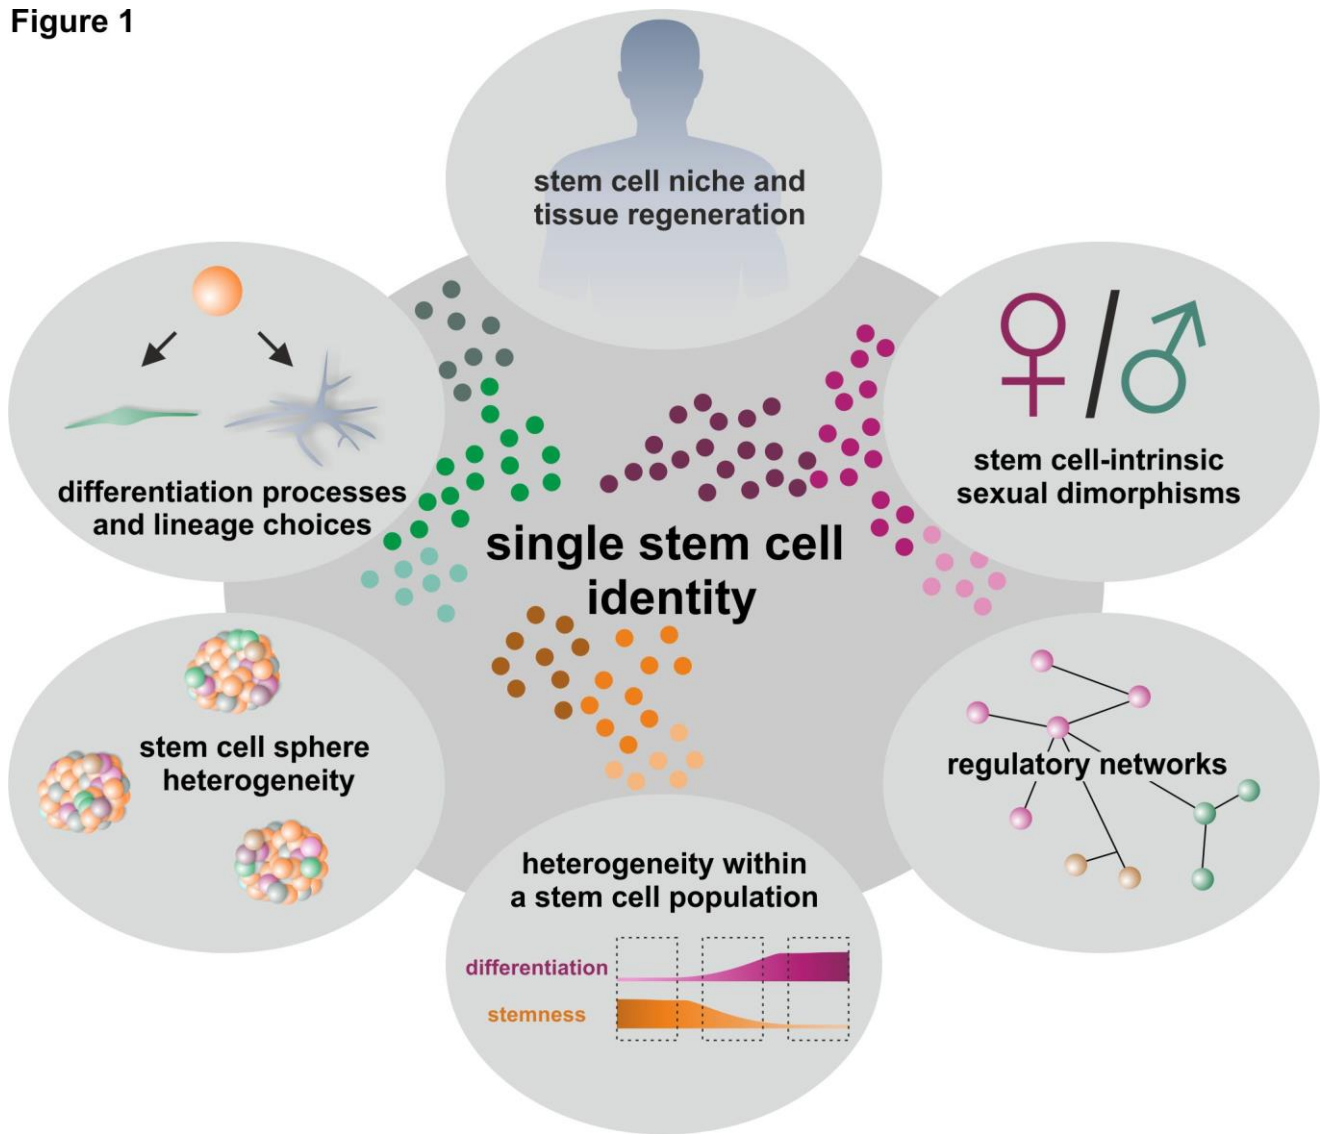 Figure 1
stem cell niche and
tissue regeneration
differentiation processes
and lineage choices
stem cell-intrinsic
sexual dimorphisms
single stem cell
identity
stem cell sphere
heterogeneity
regulatory networks
heterogeneity within
a stem cell population
differentiation
stemness